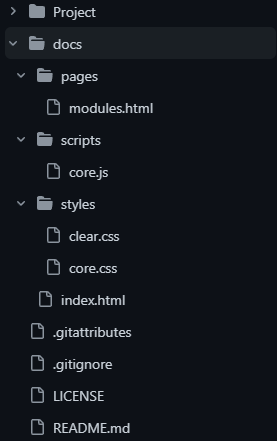 Project
docs
pages
modules.html
scripts
core.js
styles
clear.css
core.css
index.html
.gitattributes
.gitignore
LICENSE
README.md